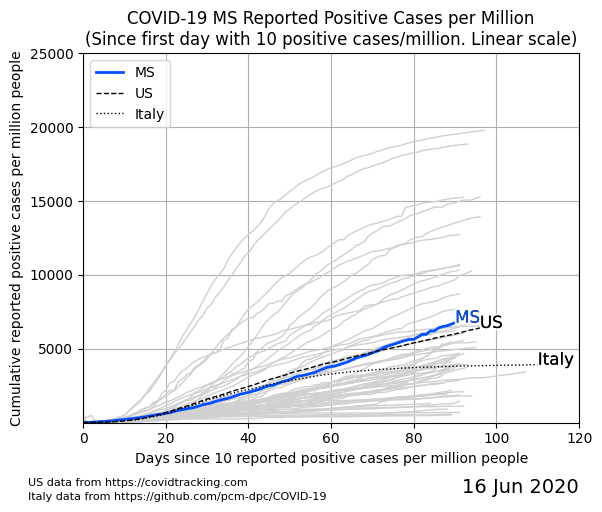 COVID-19 MS Reported Positive Cases per Million
(Since first day with 10 positive cases/million. Linear scale)
Cumulative reported positive cases per million people
25000
20000
15000
10000
5000
MS
US
Italy
MS
US
Italy
0 20 40 60 80 100 120
Days since 10 reported positive cases per million people
US data from https://covidtracking.com
Italy data from https://github.com/pcm-dpc/COVID-19
16 Jun 2020